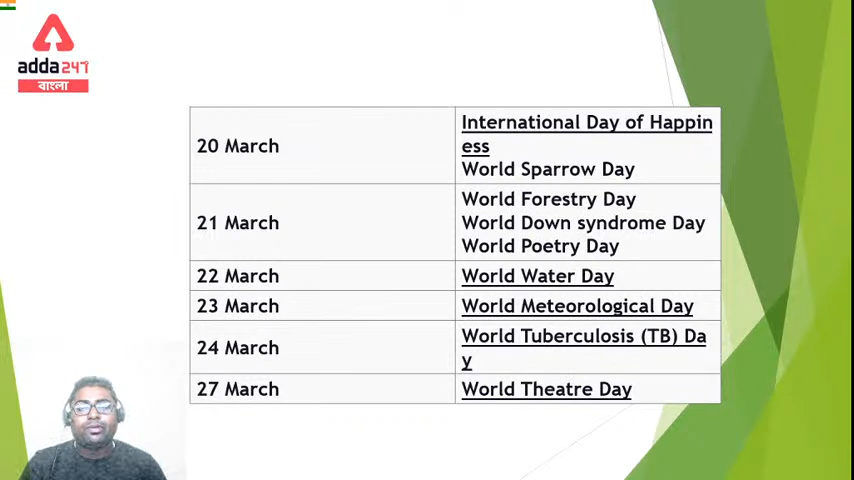 adda247
বাংলা
20 March
International Day of Happin
ess
World Sparrow Day
21 March
World Forestry Day
World Down syndrome Day
World Poetry Day
22 March
World Water Day
23 March
World Meteorological Day
24 March
World Tuberculosis (TB) Da
y
27 March
World Theatre Day